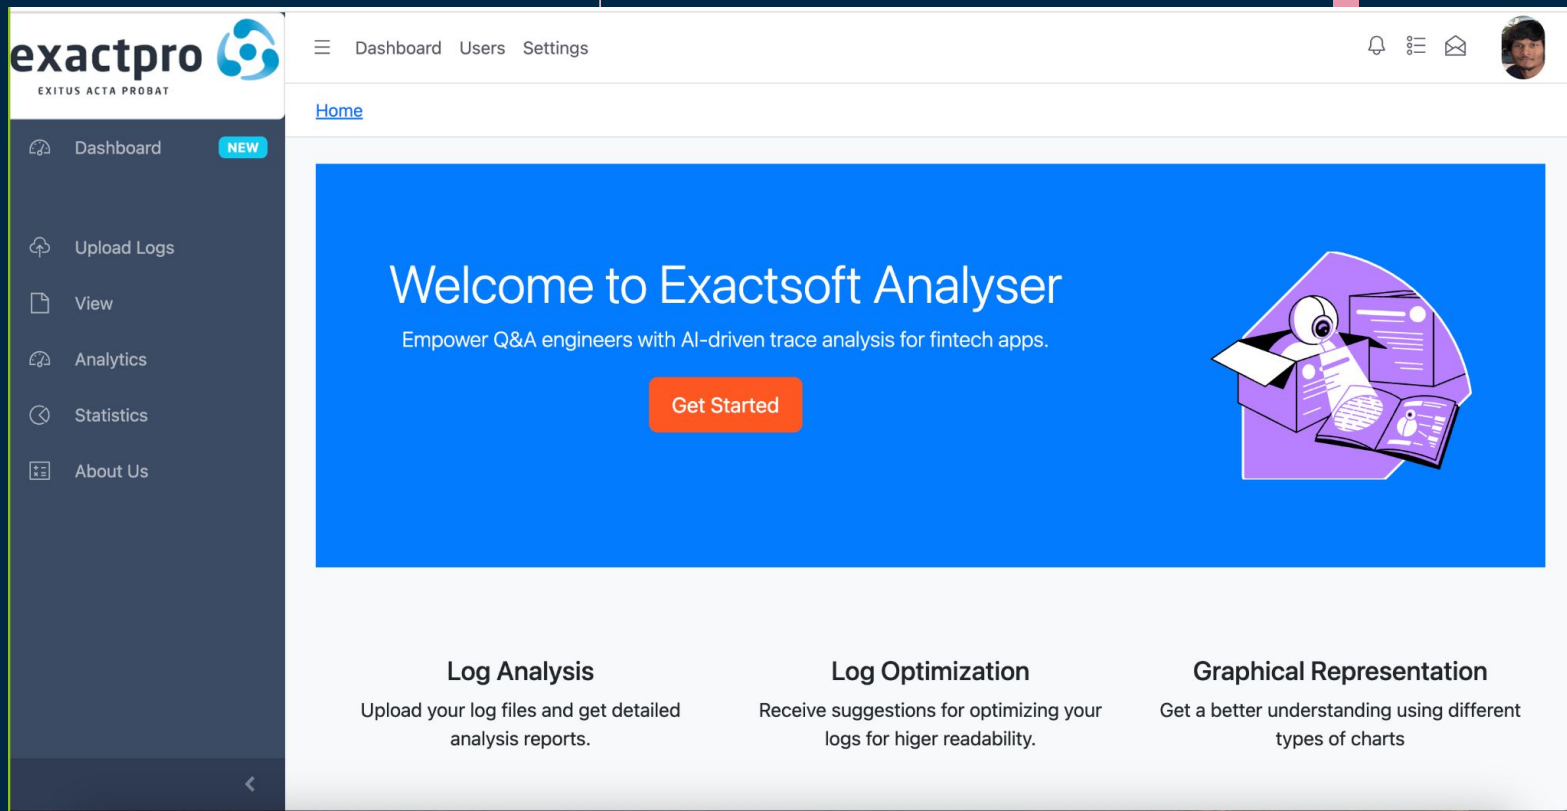 exactpro
EXITUS ACTA PROBAT
Dashboard Users Settings
Home
Dashboard NEW
Upload Logs
View
Analytics
Statistics
About Us
Welcome to Exactsoft Analyser
Empower Q&A engineers with AI-driven trace analysis for fintech apps.
Get Started
Log Analysis
Upload your log files and get detailed
analysis reports.
Log Optimization
Receive suggestions for optimizing your
logs for higer readability.
Graphical Representation
Get a better understanding using different
types of charts